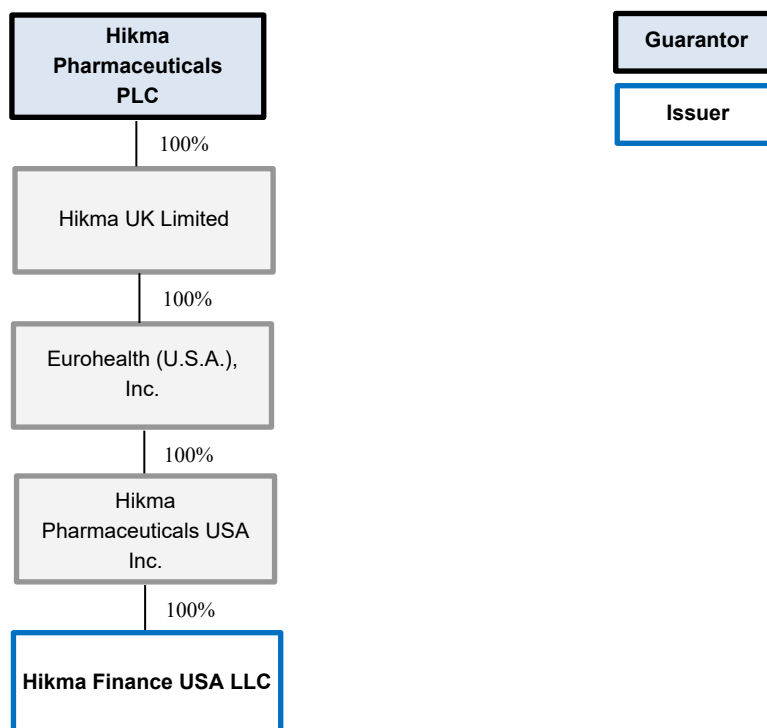 Hikma
Pharmaceuticals
PLC
Guarantor
Issuer
100%
Hikma UK Limited
100%
Eurohealth (U.S.A.),
Inc.
100%
Hikma
Pharmaceuticals USA
Inc.
100%
Hikma Finance USA LLC